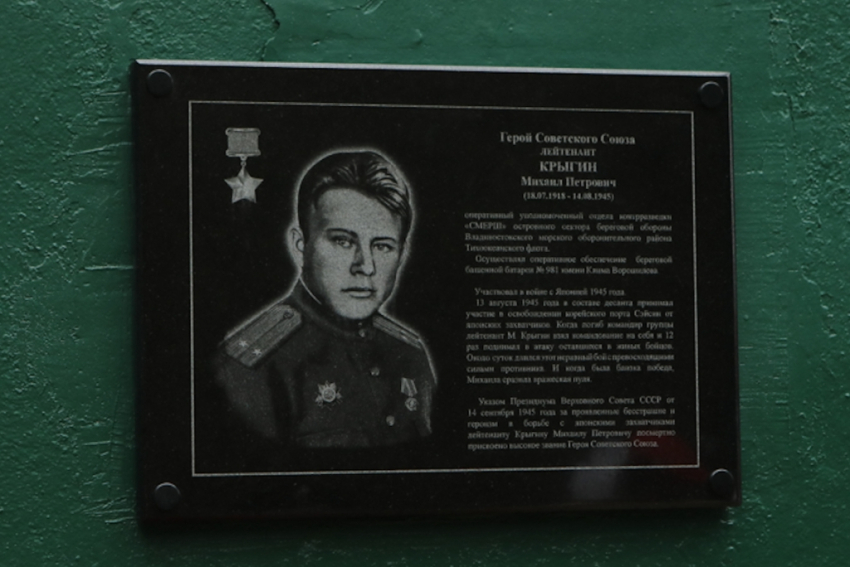 Герой Советского Союза
ЛЕЙТЕНАНТ
КРЫГИН
Михаил Петрович
(18.07.1918 - 14.08.1945)
оперативный уполномоченный отдела контрразведки
«СМЕРШ» островного сектора береговой обороны
Владивостокского морского оборонительного района
Тихоокеанского флота.
Осуществлял оперативное обеспечение береговой
башенной батареи № 981 имени Клима Ворошилова.
Участвовал в войне с Японией 1945 года.
13 августа 1945 года в составе десанта принимал
участие в освобождении корейского порта Сэйсин от
японских захватчиков. Когда погиб командир группы
лейтенант М. Крыгин взял командование на себя и 12
раз поднимал в атаку оставшихся в живых бойцов.
Около суток длился этот неравный бой с превосходящими
силами противника. И когда была близка победа,
Михаила сразила вражеская пуля.
Указом Президиума Верховного Совета СССР от
14 сентября 1945 года за проявленные бесстрашие и
героизм в борьбе с японскими захватчиками
лейтенанту Крыгину Михаилу Петровичу посмертно
присвоено высокое звание Героя Советского Союза.